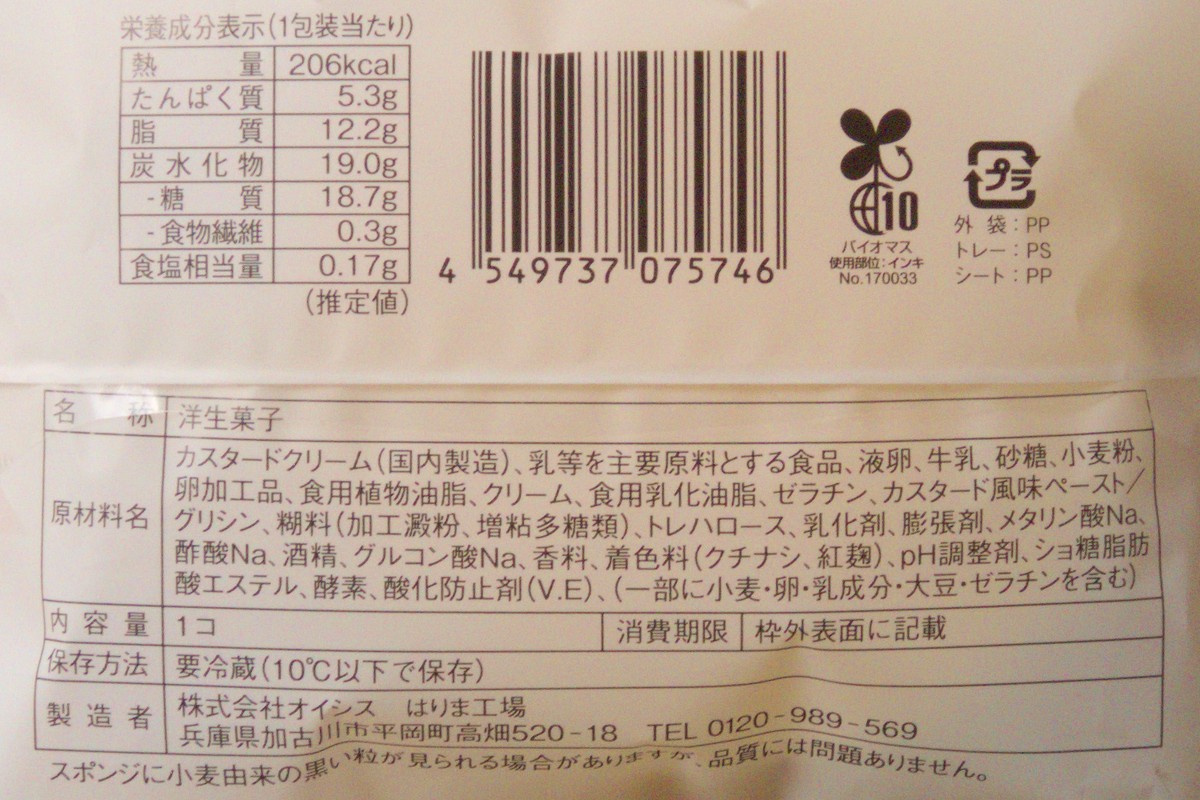 栄養成分表示(1包装当たり)
熱量 206kcal
たんぱく質 5.3g
脂質 12.2g
炭水化物 19.0g
-糖質 18.7g
-食物繊維 0.3g
食塩相当量 0.17g
(推定値)
4 549737 075746
10
バイオマス
使用部位:インキ
No.170033
プラ
外袋:PP
トレー:PS
シート:PP
名称 洋生菓子
原材料名
カスタードクリーム(国内製造)、乳等を主要原料とする食品、液卵、牛乳、砂糖、小麦粉、
卵加工品、食用植物油脂、クリーム、食用乳化油脂、ゼラチン、カスタード風味ペースト/
グリシン、糊料(加工澱粉、増粘多糖類)、トレハロース、乳化剤、膨張剤、メタリン酸Na、
酢酸Na、酒精、グルコン酸Na、香料、着色料(クチナシ、紅麹)、pH調整剤、ショ糖脂肪
酸エステル、酵素、酸化防止剤(V.E)、(一部に小麦・卵・乳成分・大豆・ゼラチンを含む)
内容量 1コ 消費期限 枠外表面に記載
保存方法 要冷蔵(10℃以下で保存)
製造者 株式会社オイシス はりま工場
兵庫県加古川市平岡町高畑520-18 TEL 0120-989-569
スポンジに小麦由来の黒い粒が見られる場合がありますが、品質には問題ありません。